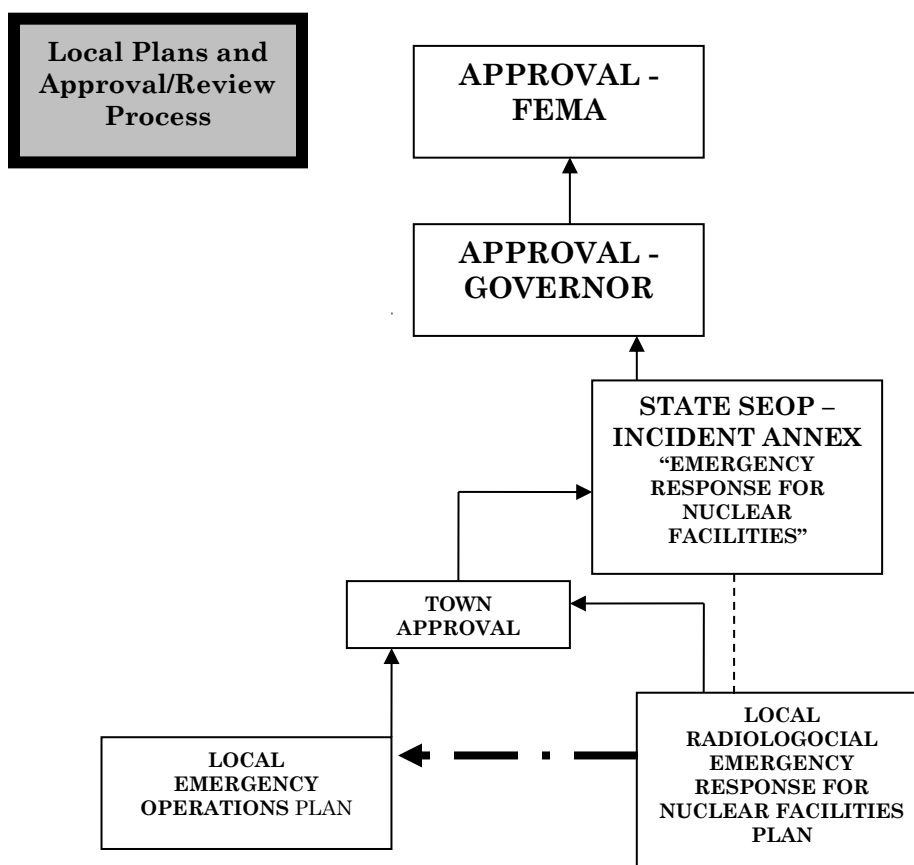 Local Plans and
Approval/Review
Process
APPROVAL -
FEMA
APPROVAL -
GOVERNOR
STATE SEOP –
INCIDENT ANNEX
“EMERGENCY
RESPONSE FOR
NUCLEAR
FACILITIES”
TOWN
APPROVAL
LOCAL
EMERGENCY
OPERATIONS PLAN
LOCAL
RADIOLOGOCIAL
EMERGENCY
RESPONSE FOR
NUCLEAR FACILITIES
PLAN